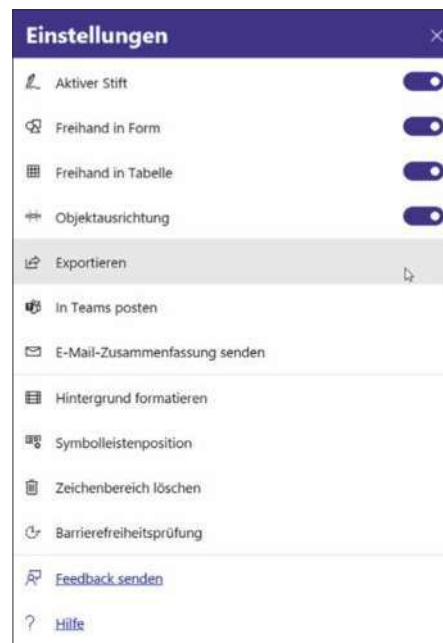 Einstellungen
Aktiver Stift
Freihand in Form
Freihand in Tabelle
Objektausrichtung
Exportieren
In Teams posten
E-Mail-Zusammenfassung senden
Hintergrund formatieren
Symbolleistenposition
Zeichenbereich löschen
Barrierefreiheitsprüfung
Feedback senden
Hilfe